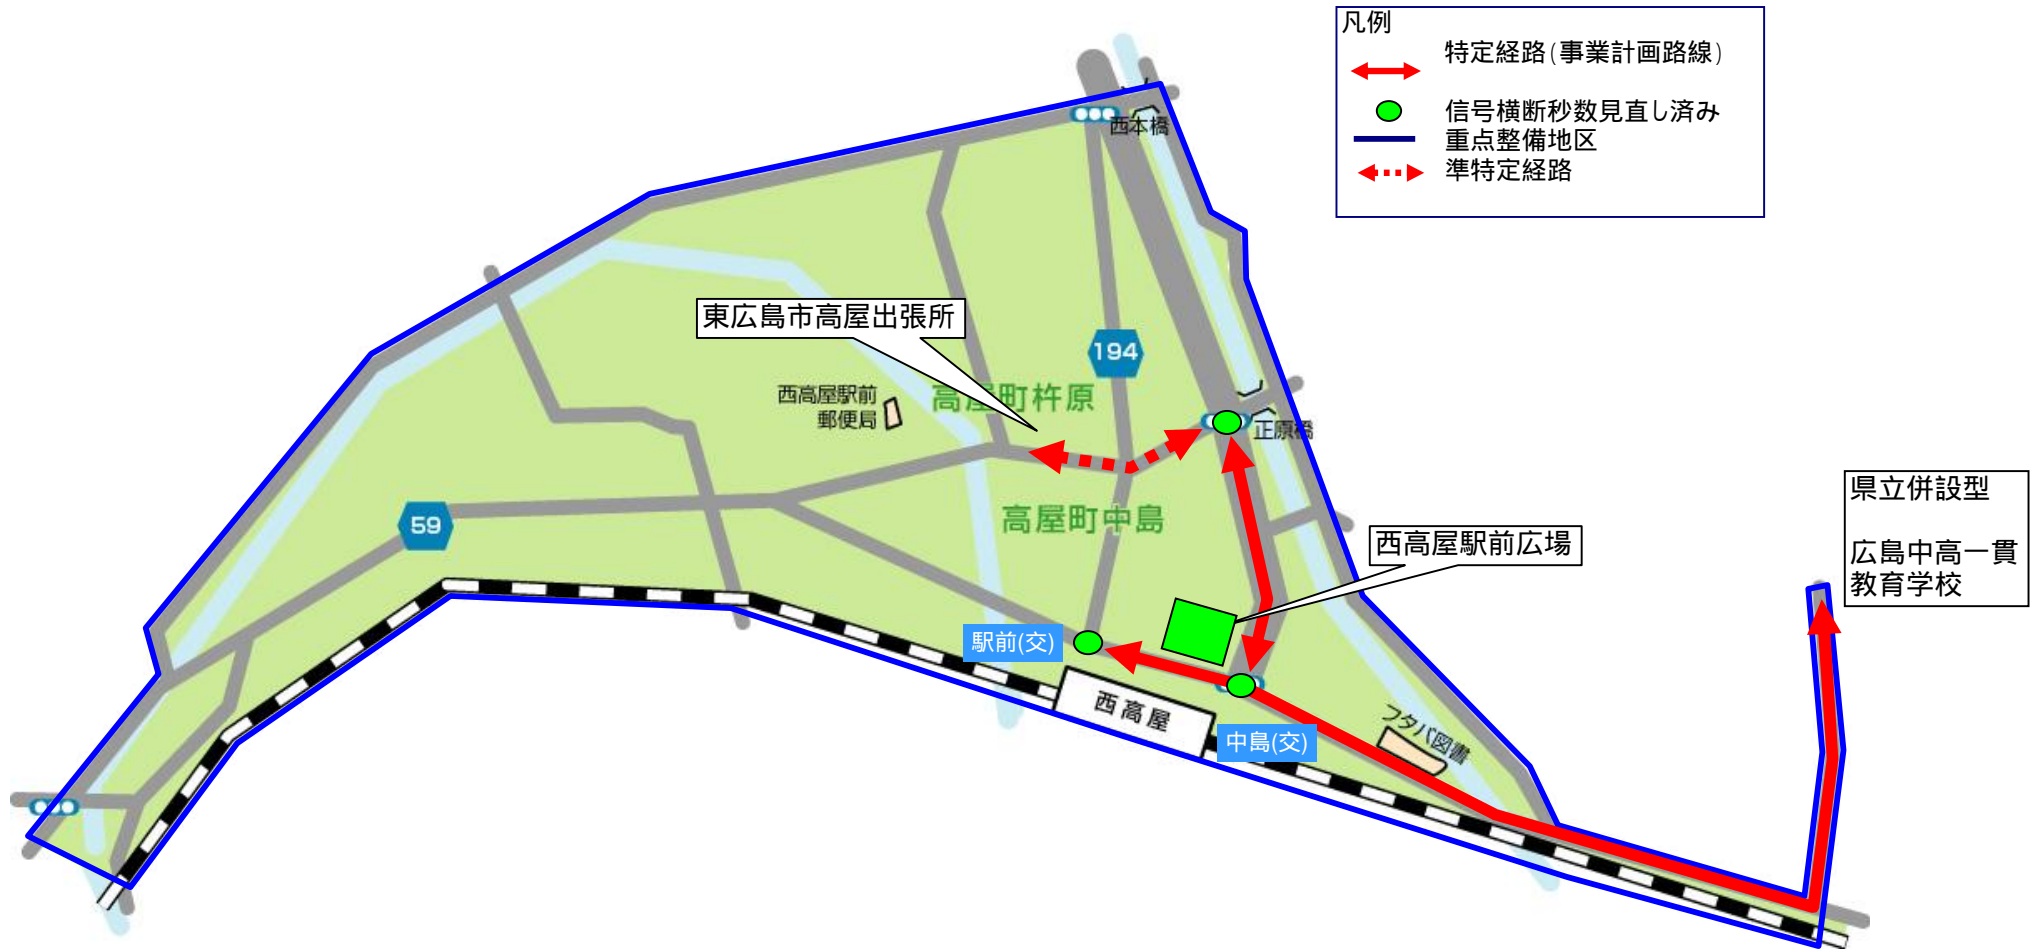 凡例
特定経路(事業計画路線)
信号横断秒数見直し済み
重点整備地区
準特定経路
西本橋
東広島市高屋出張所
194
西高屋駅前
郵便局
高屋町杵原
正原橋
59
高屋町中島
西高屋駅前広場
県立併設型
広島中高一貫
教育学校
駅前(交)
西高屋
中島(交)
フタバ図書